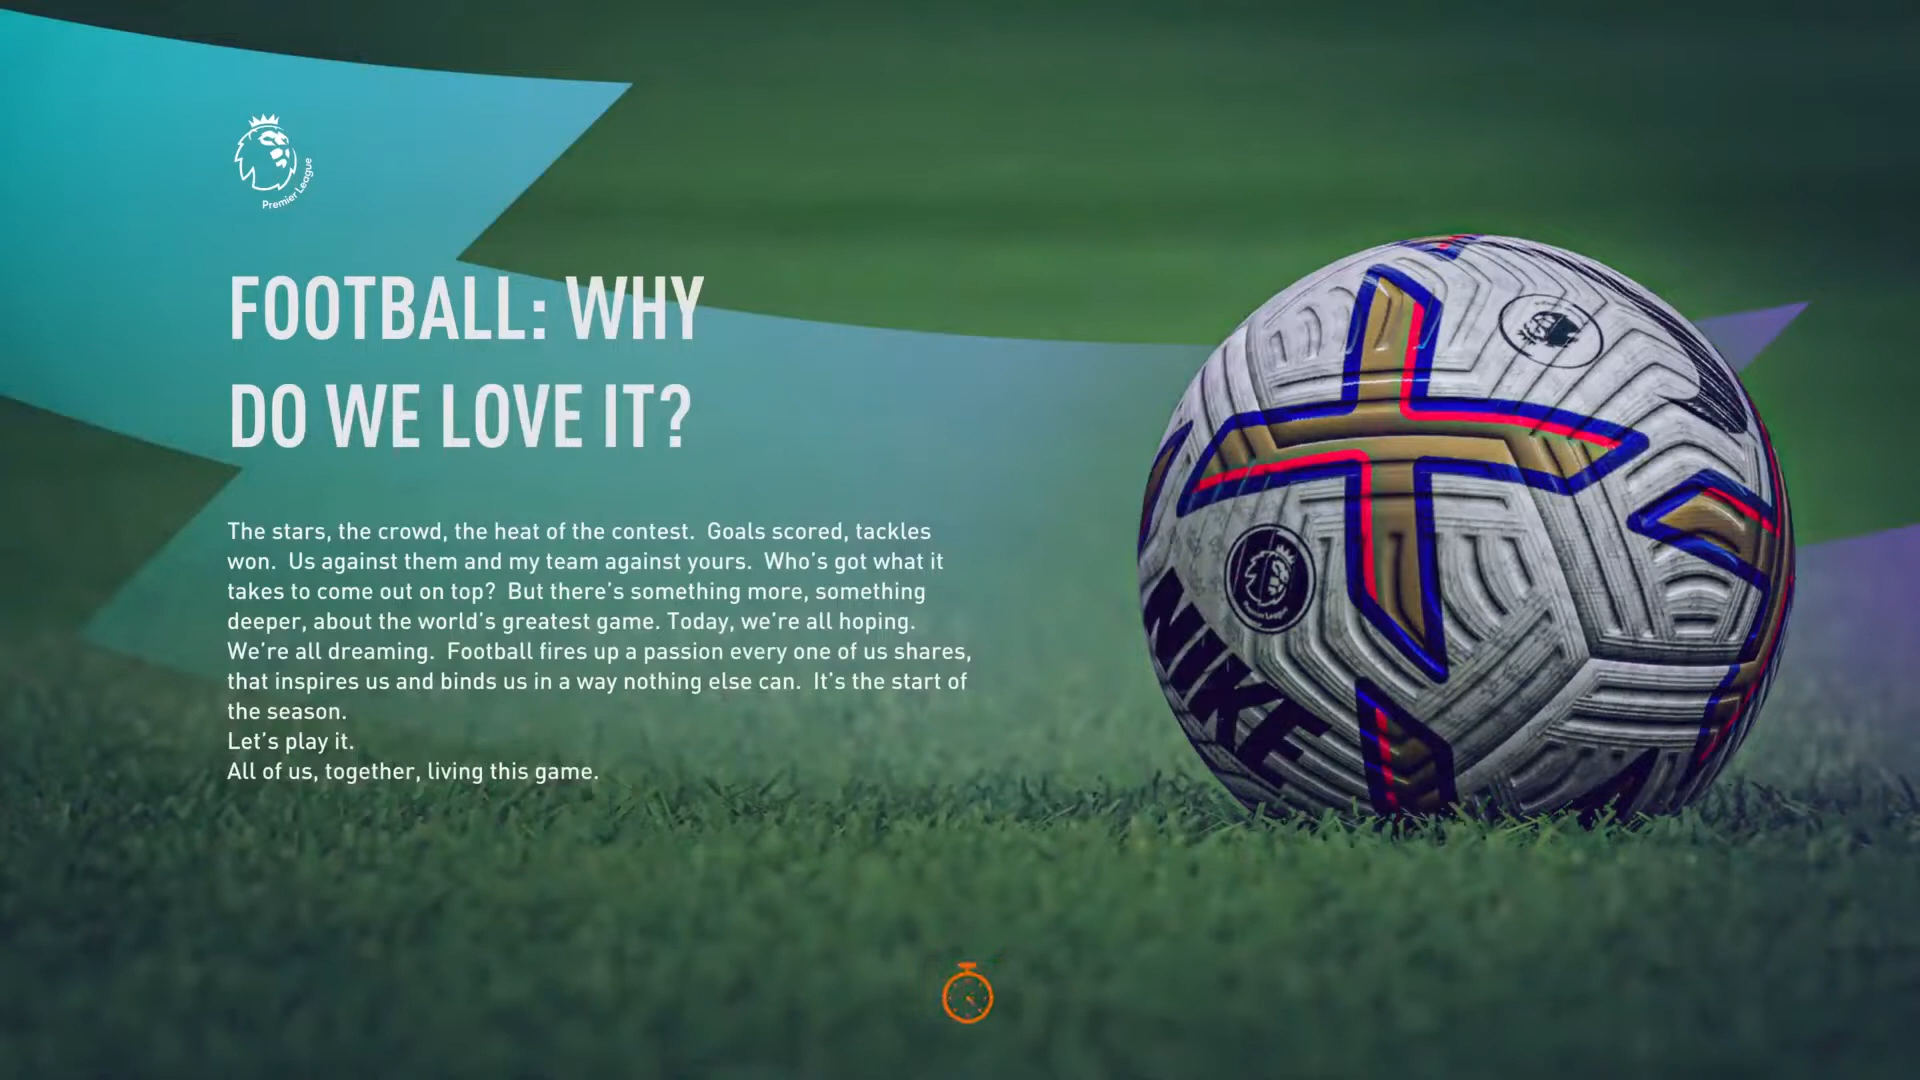 Premier League
FOOTBALL: WHY
DO WE LOVE IT?
The stars, the crowd, the heat of the contest.  Goals scored, tackles
won.  Us against them and my team against yours.  Who's got what it
takes to come out on top?  But there's something more, something
deeper, about the world's greatest game. Today, we're all hoping.
We're all dreaming.  Football fires up a passion every one of us shares,
that inspires us and binds us in a way nothing else can.  It's the start of
the season.
Let's play it.
All of us, together, living this game.
Premier League
NIKE